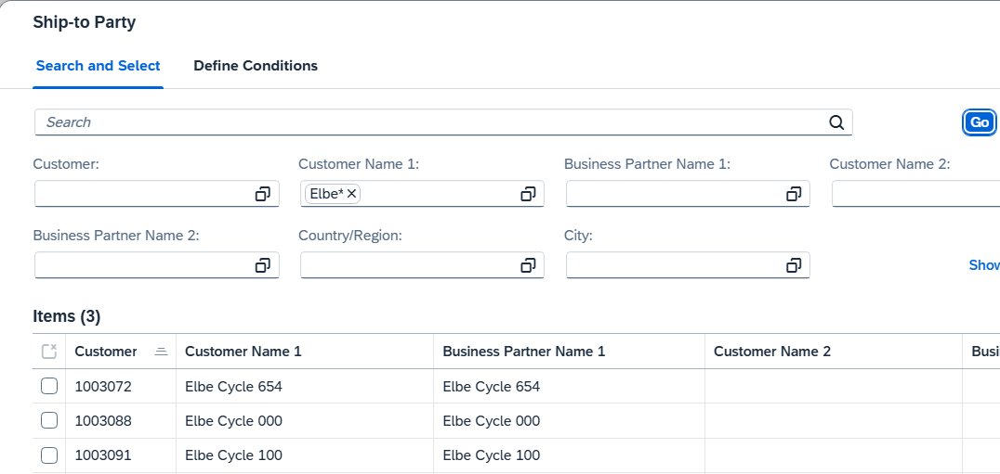 Ship-to Party
Search and Select Define Conditions
Search Go
Customer: Customer Name 1: Business Partner Name 1: Customer Name 2:
Elbe*
Business Partner Name 2: Country/Region: City:
Show
Items (3)
Customer Customer Name 1 Business Partner Name 1 Customer Name 2 Busi
1003072 Elbe Cycle 654 Elbe Cycle 654
1003088 Elbe Cycle 000 Elbe Cycle 000
1003091 Elbe Cycle 100 Elbe Cycle 100